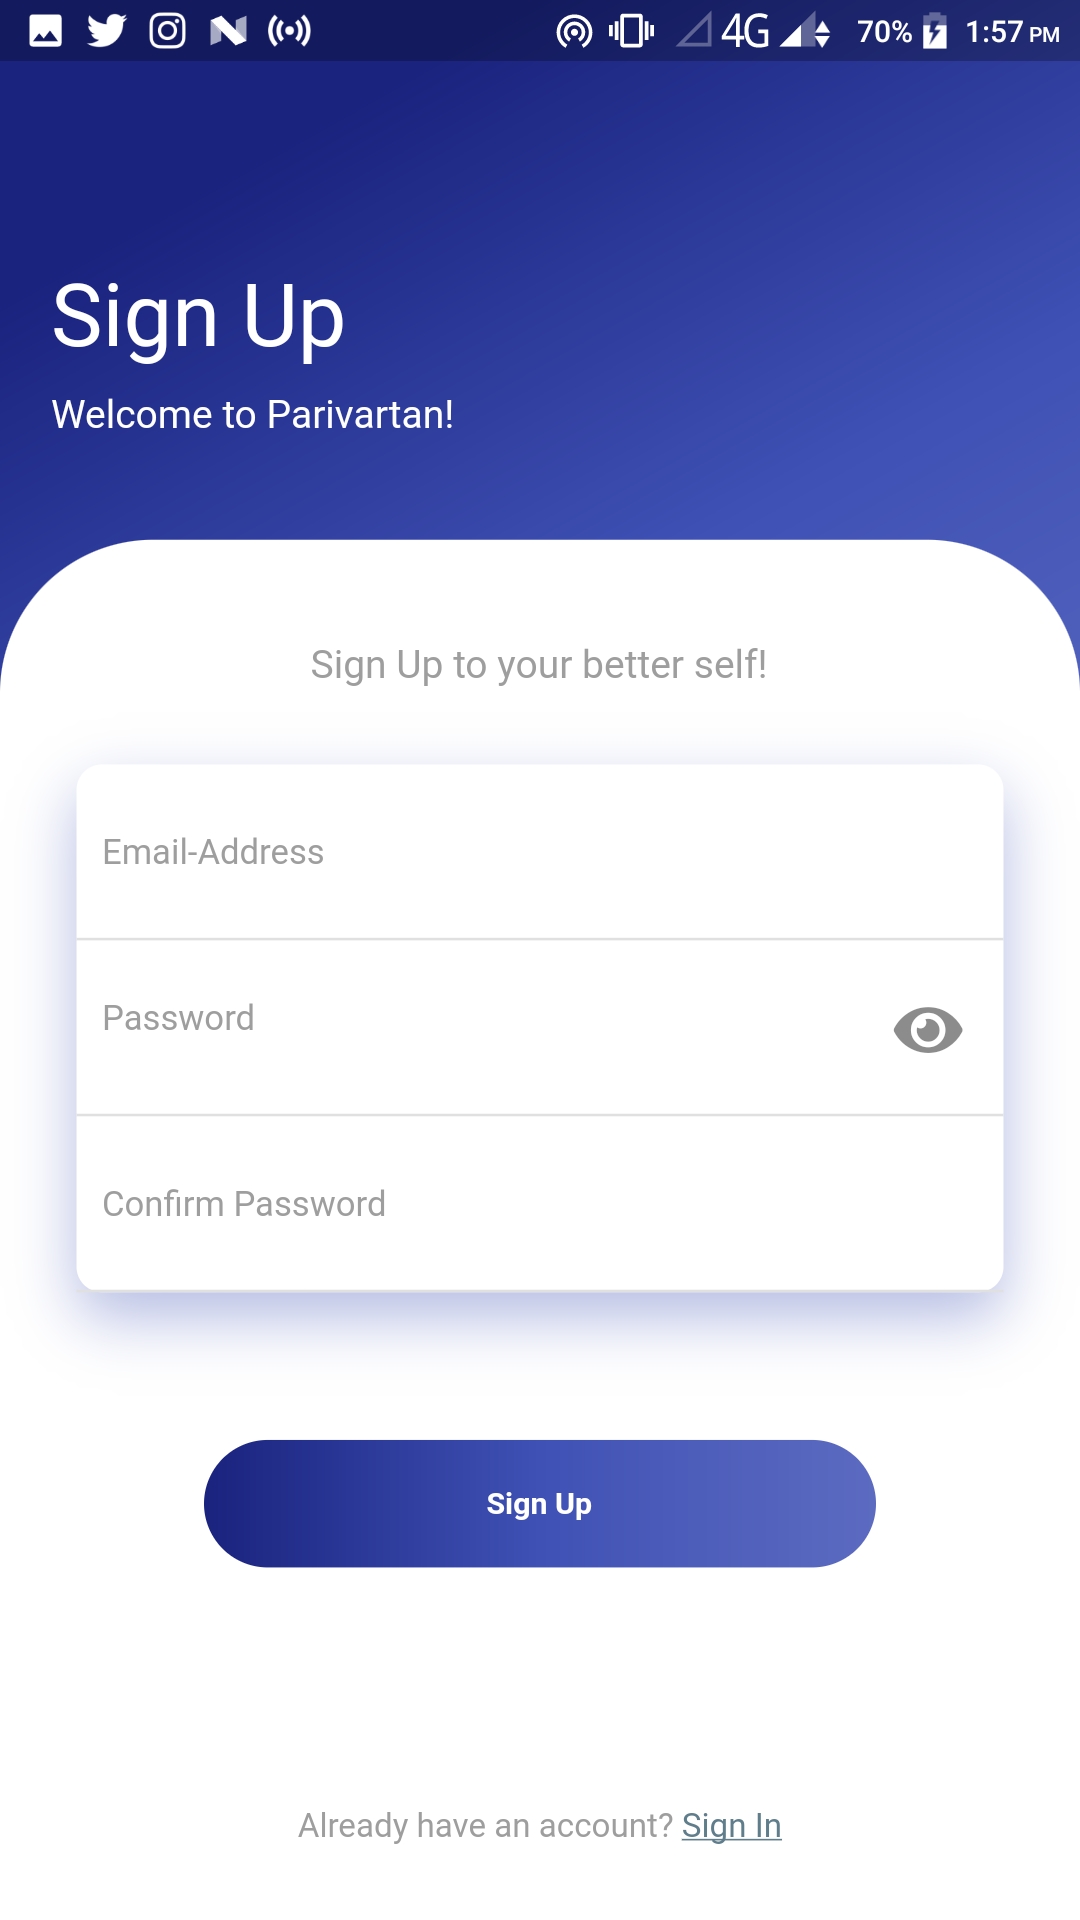 4G 70% 1:57 PM
Sign Up
Welcome to Parivartan!
Sign Up to your better self!
Email-Address
Password
Confirm Password
Sign Up
Already have an account? Sign In